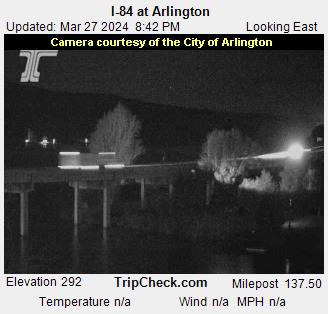 I-84 at Arlington
Updated: Mar 27 2024 8:42 PM Looking East
Camera courtesy of the City of Arlington
Elevation 292 TripCheck.com Milepost 137.50
Temperature n/a Wind n/a MPH n/a